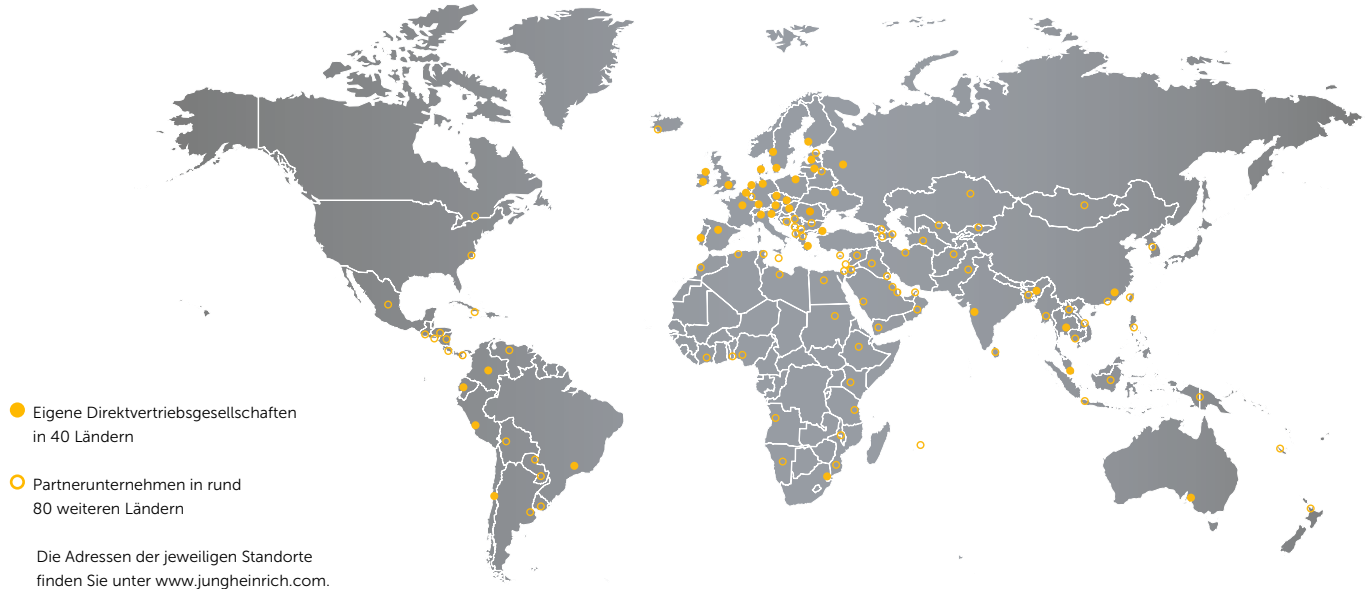 Eigene Direktvertriebsgesellschaften
in 40 Ländern
Partnerunternehmen in rund
80 weiteren Ländern
Die Adressen der jeweiligen Standorte
finden Sie unter www.jungheinrich.com.